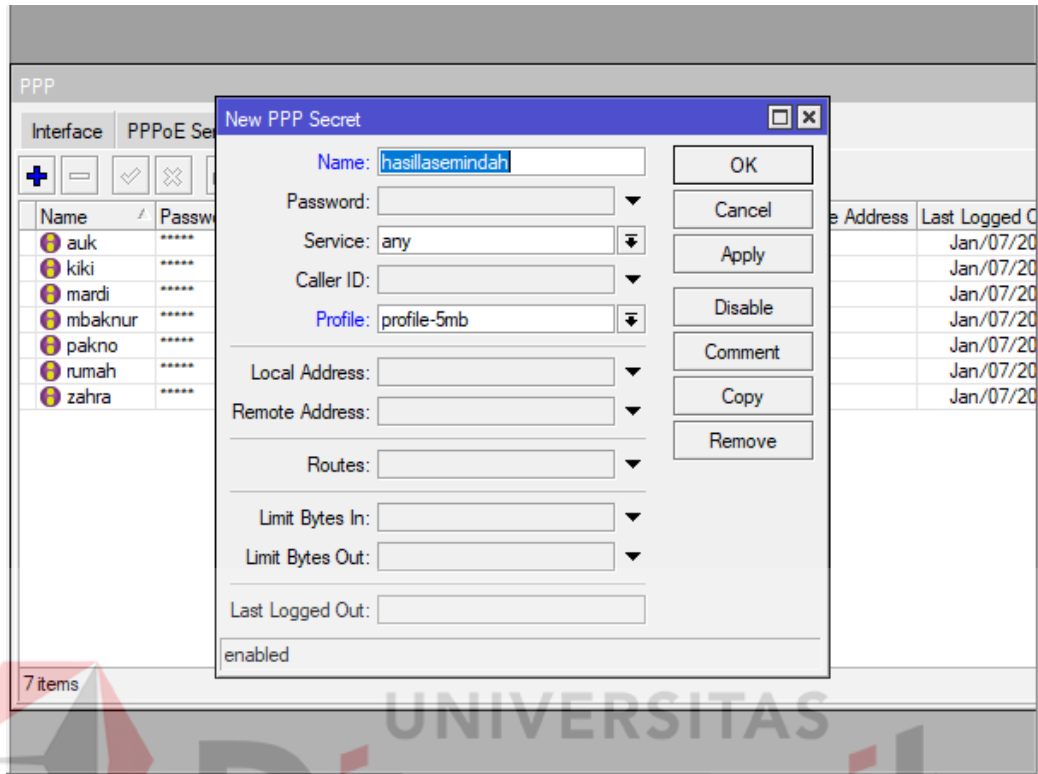 PPP
Interface PPPoE Ser
New PPP Secret
Name: hasillasemindah
Password:
Service: any
Caller ID:
Profile: profile-5mb
Local Address:
Remote Address:
Routes:
Limit Bytes In:
Limit Bytes Out:
Last Logged Out:
enabled
OK
Cancel
Apply
Disable
Comment
Copy
Remove
Name Passwo e Address Last Logged O
auk ***** Jan/07/20
kiki ***** Jan/07/20
mardi ***** Jan/07/20
mbaknur ***** Jan/07/20
pakno ***** Jan/07/20
rumah ***** Jan/07/20
zahra ***** Jan/07/20
7 items
UNIVERSITAS